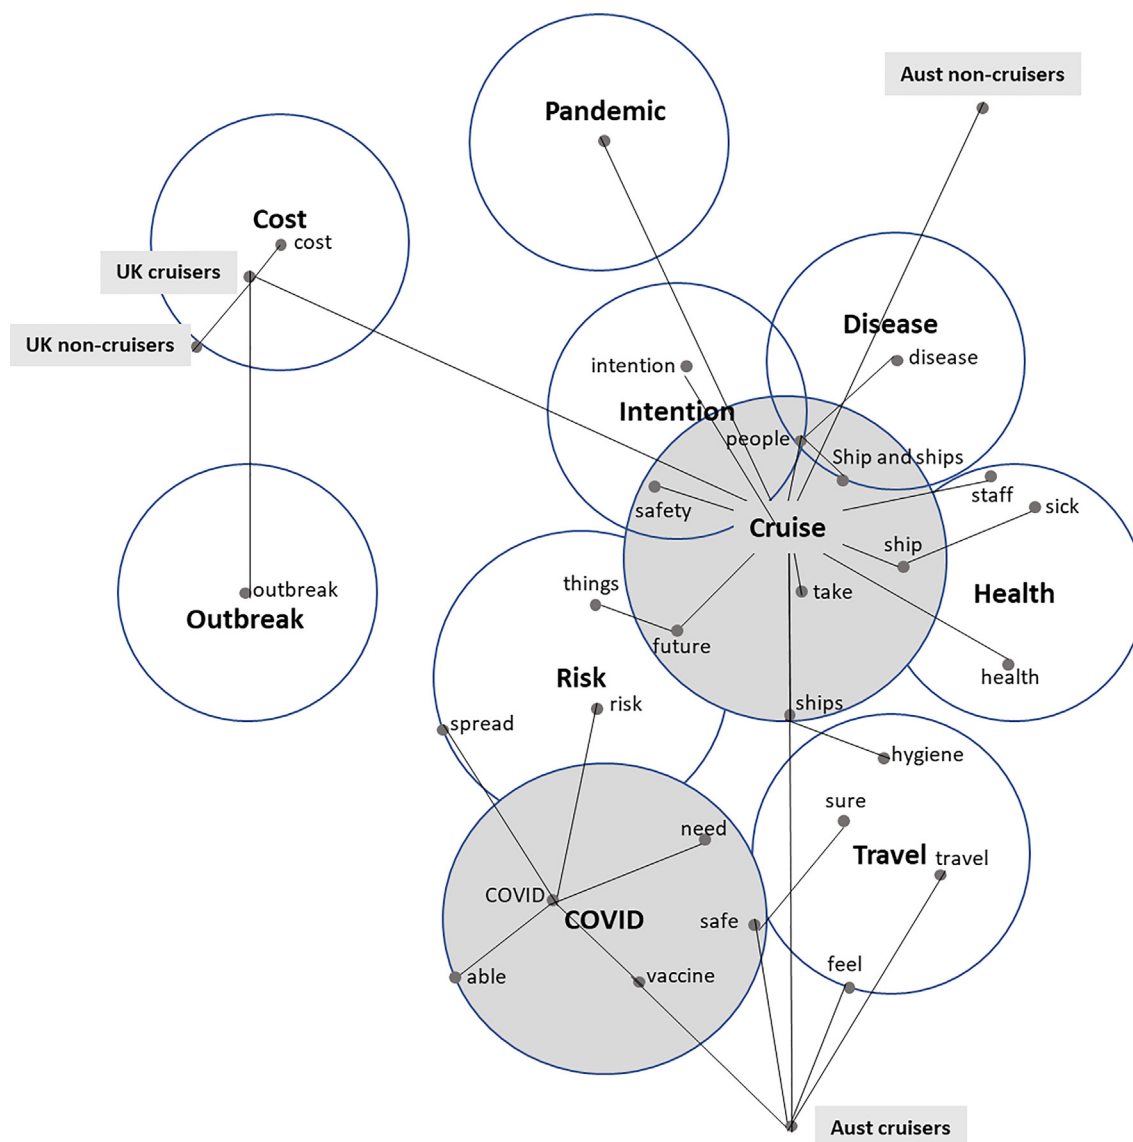 Aust non-cruisers
Pandemic
Cost
cost
UK cruisers
UK non-cruisers
Disease
disease
intention
Intention
people
Ship and ships
staff
sick
safety
Cruise
ship
things
take
Health
outbreak
Outbreak
future
health
Risk
risk
ships
spread
hygiene
sure
need
Travel
travel
COVID
COVID
safe
feel
able
vaccine
Aust cruisers